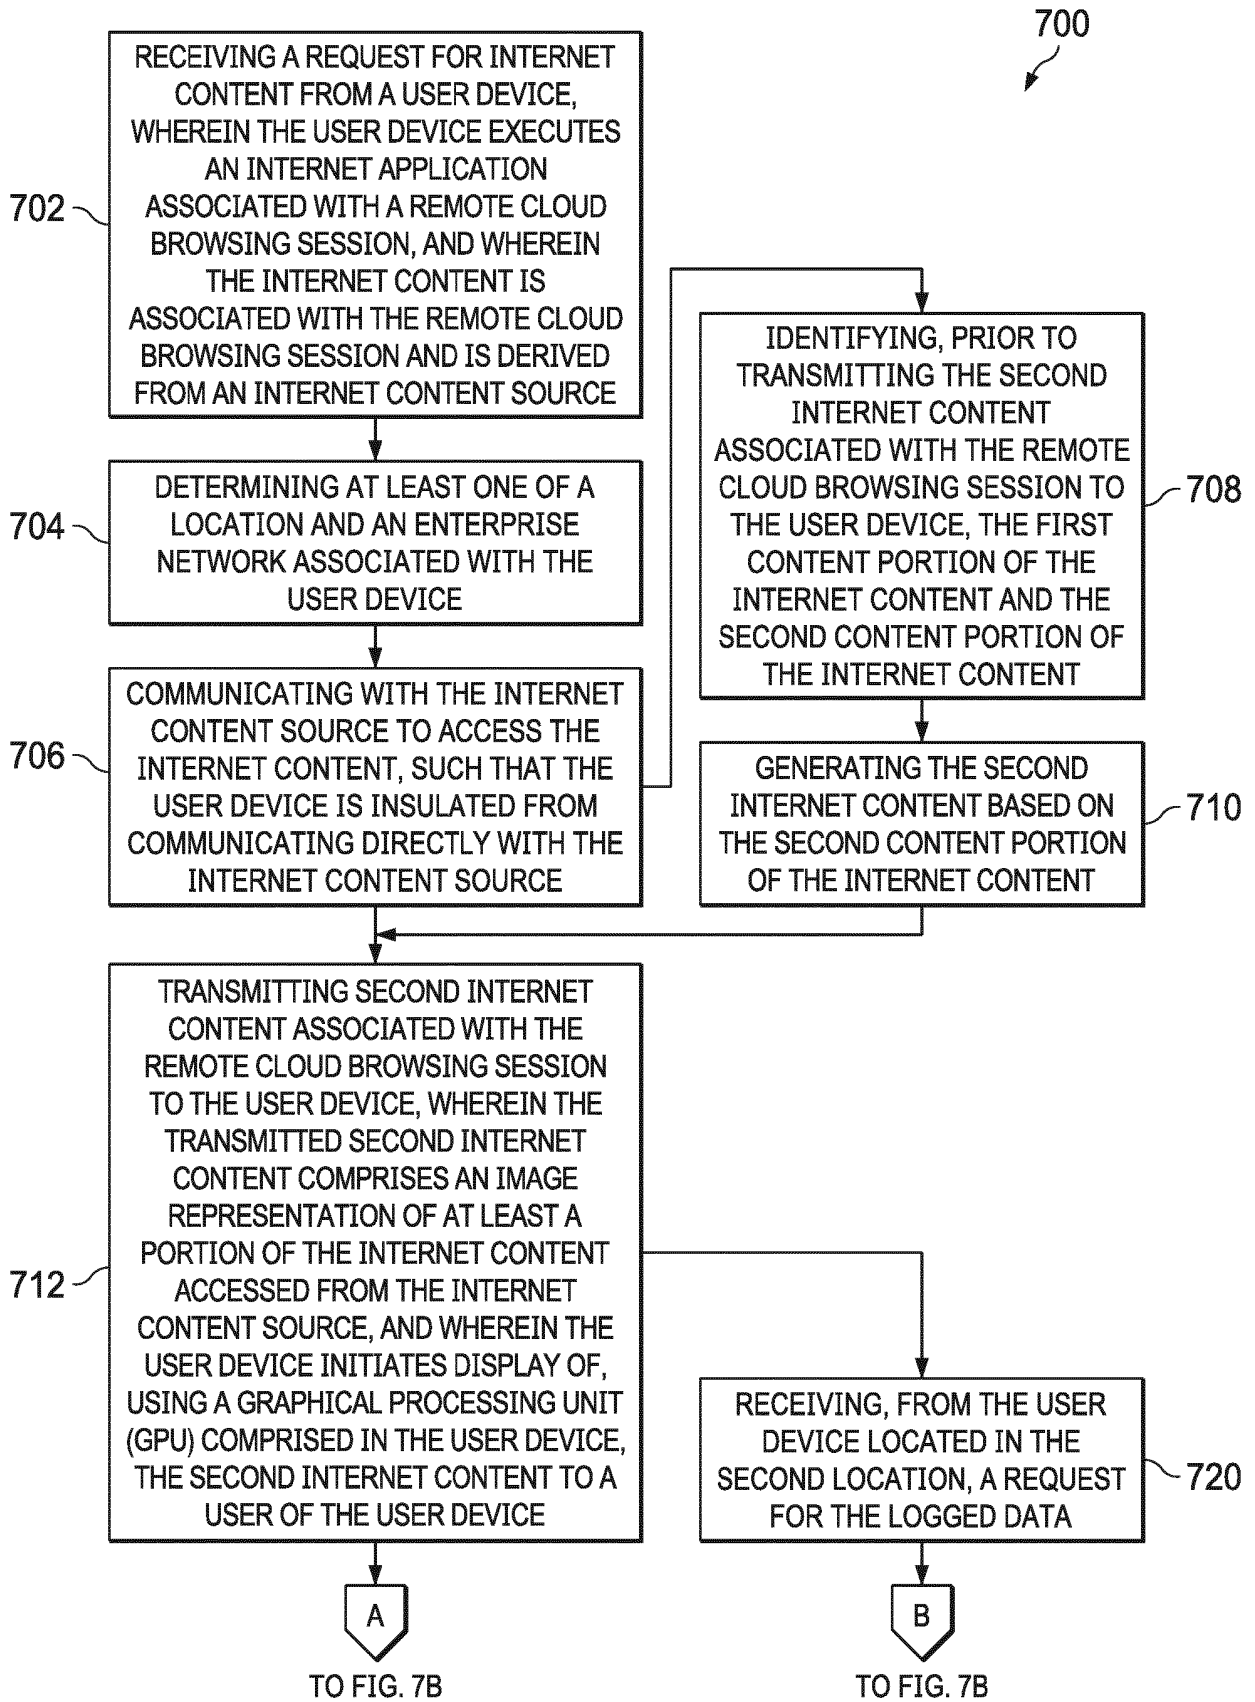 700
702
RECEIVING A REQUEST FOR INTERNET
CONTENT FROM A USER DEVICE,
WHEREIN THE USER DEVICE EXECUTES
AN INTERNET APPLICATION
ASSOCIATED WITH A REMOTE CLOUD
BROWSING SESSION, AND WHEREIN
THE INTERNET CONTENT IS
ASSOCIATED WITH THE REMOTE CLOUD
BROWSING SESSION AND IS DERIVED
FROM AN INTERNET CONTENT SOURCE
704
DETERMINING AT LEAST ONE OF A
LOCATION AND AN ENTERPRISE
NETWORK ASSOCIATED WITH THE
USER DEVICE
706
COMMUNICATING WITH THE INTERNET
CONTENT SOURCE TO ACCESS THE
INTERNET CONTENT, SUCH THAT THE
USER DEVICE IS INSULATED FROM
COMMUNICATING DIRECTLY WITH THE
INTERNET CONTENT SOURCE
708
IDENTIFYING, PRIOR TO
TRANSMITTING THE SECOND
INTERNET CONTENT
ASSOCIATED WITH THE REMOTE
CLOUD BROWSING SESSION TO
THE USER DEVICE, THE FIRST
CONTENT PORTION OF THE
INTERNET CONTENT AND THE
SECOND CONTENT PORTION OF
THE INTERNET CONTENT
710
GENERATING THE SECOND
INTERNET CONTENT BASED ON
THE SECOND CONTENT PORTION
OF THE INTERNET CONTENT
712
TRANSMITTING SECOND INTERNET
CONTENT ASSOCIATED WITH THE
REMOTE CLOUD BROWSING SESSION
TO THE USER DEVICE, WHEREIN THE
TRANSMITTED SECOND INTERNET
CONTENT COMPRISES AN IMAGE
REPRESENTATION OF AT LEAST A
PORTION OF THE INTERNET CONTENT
ACCESSED FROM THE INTERNET
CONTENT SOURCE, AND WHEREIN THE
USER DEVICE INITIATES DISPLAY OF,
USING A GRAPHICAL PROCESSING UNIT
(GPU) COMPRISED IN THE USER DEVICE,
THE SECOND INTERNET CONTENT TO A
USER OF THE USER DEVICE
720
RECEIVING, FROM THE USER
DEVICE LOCATED IN THE
SECOND LOCATION, A REQUEST
FOR THE LOGGED DATA
A
TO FIG. 7B
B
TO FIG. 7B